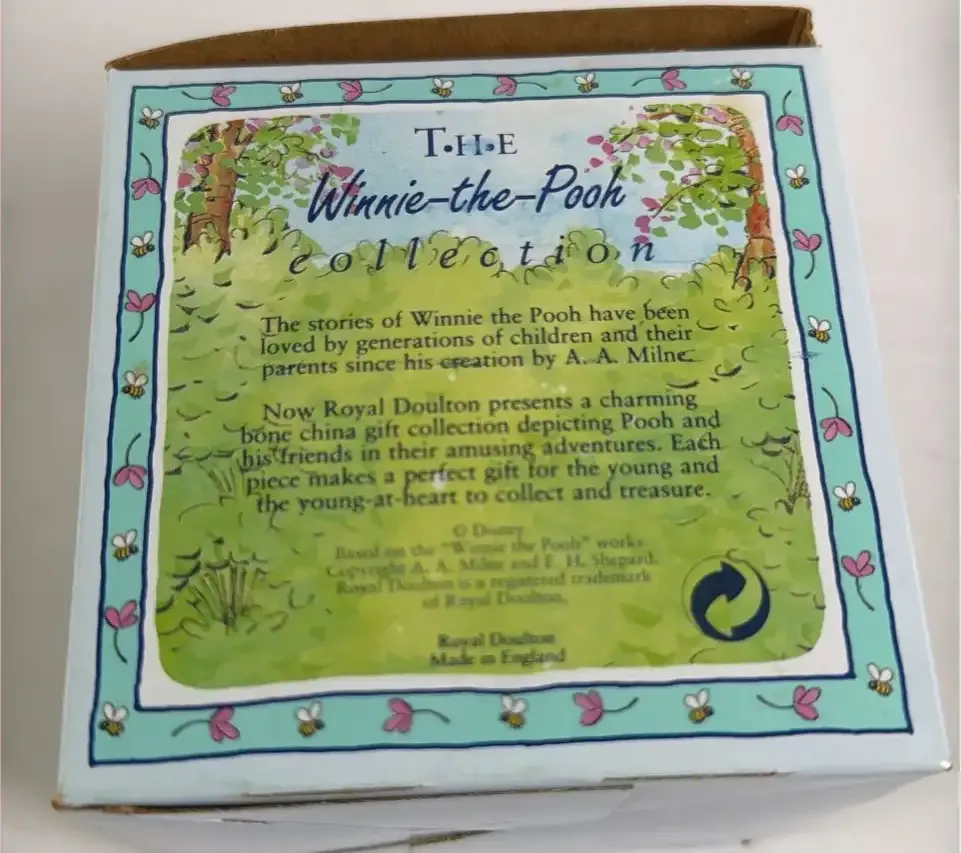 T•H•E
Winnie-the-Pooh
collection
The stories of Winnie the Pooh have been
loved by generations of children and their
parents since his creation by A. A. Milne.
Now Royal Doulton presents a charming
bone china gift collection depicting Pooh and
his friends in their amusing adventures. Each
piece makes a perfect gift for the young and
the young-at-heart to collect and treasure.
© Disney
Based on the "Winnie the Pooh" works.
Copyright A. A. Milne and E. H. Shepard.
Royal Doulton is a registered trademark
of Royal Doulton.
Royal Doulton
Made in England